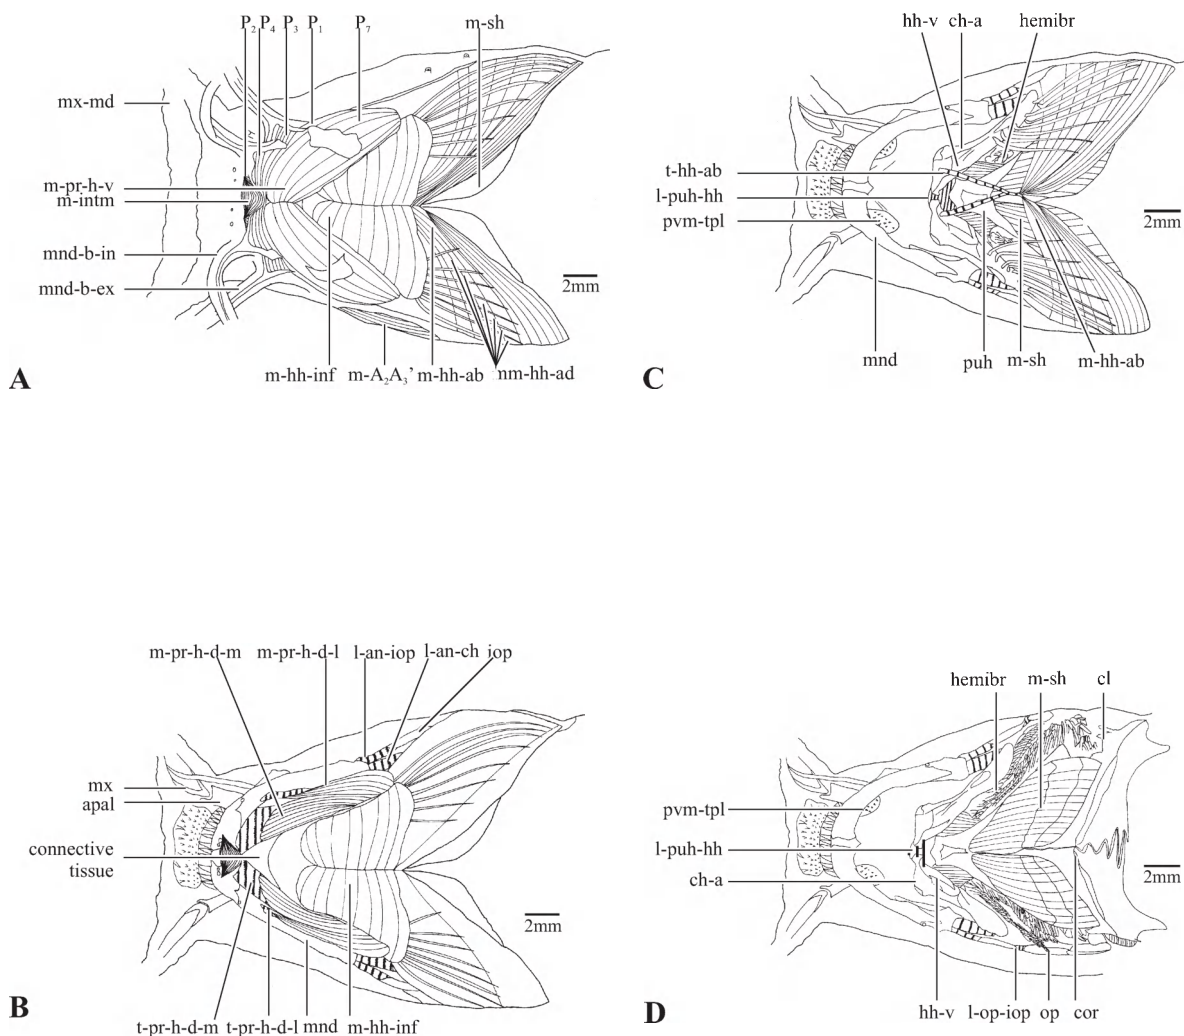 P₂ P₄ P₃ P₁ P₇ m-sh
mx-md
m-pr-h-v
m-intm
mnd-b-in
mnd-b-ex
2mm
m-hh-inf m-A₂A₃' m-hh-ab nm-hh-ad
A
hh-v ch-a hemibr
t-hh-ab
l-puh-hh
pvm-tpl
2mm
mnd puh m-sh m-hh-ab
C
m-pr-h-d-m m-pr-h-d-l l-an-iop l-an-ch iop
mx
apal
connective
tissue
2mm
t-pr-h-d-m t-pr-h-d-l mnd m-hh-inf
B
hemibr m-sh cl
pvm-tpl
l-puh-hh
ch-a
2mm
hh-v l-op-iop op cor
D